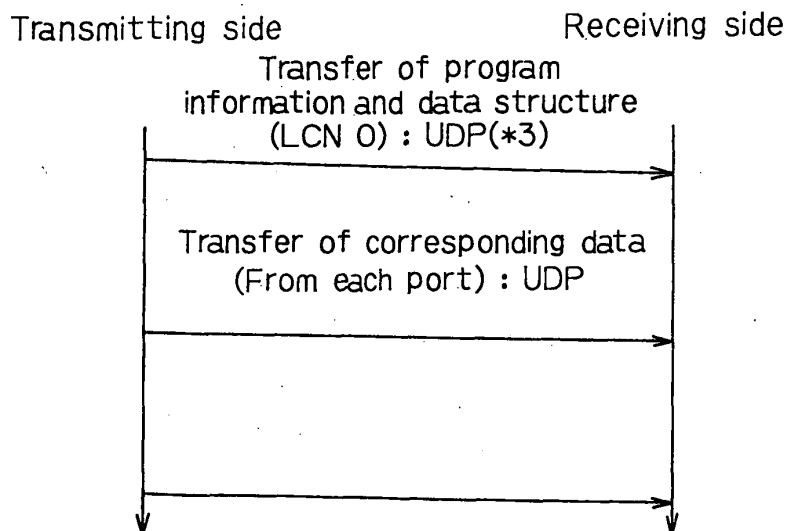 Transmitting side
Receiving side
Transfer of program
information and data structure
(LCN 0) : UDP(*3)
Transfer of corresponding data
(From each port) : UDP